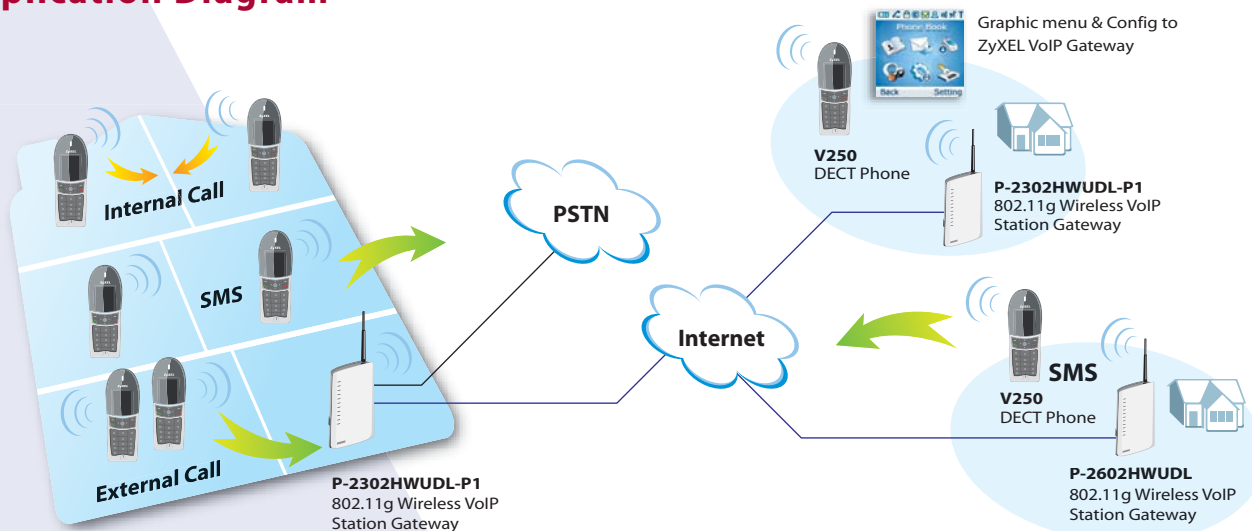 plication Diagram
Graphic menu & Config to
ZyXEL VoIP Gateway
Phone Book
Back Setting
V250
DECT Phone
P-2302HWUDL-P1
802.11g Wireless VoIP
Station Gateway
Internal Call
PSTN
SMS
Internet
SMS
V250
DECT Phone
External Call
P-2302HWUDL-P1
802.11g Wireless VoIP
Station Gateway
P-2602HWUDL
802.11g Wireless VoIP
Station Gateway